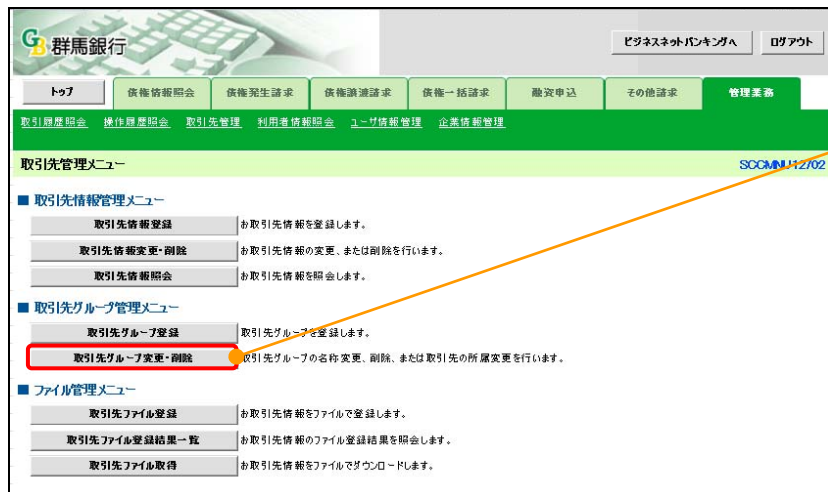 GB 群馬銀行
ビジネスネットバンキングへ ログアウト
トップ 債権情報照会 債権発生請求 債権譲渡請求 債権一括請求 融資申込 その他請求 管理業務
取引履歴照会 操作履歴照会 取引先管理 利用者情報照会 ユーザ情報管理 企業情報管理
取引先管理メニュー SCCMNU12702
■ 取引先情報管理メニュー
取引先情報登録 お取引先情報を登録します。
取引先情報変更・削除 お取引先情報の変更、または削除を行います。
取引先情報照会 お取引先情報を照会します。
■ 取引先グループ管理メニュー
取引先グループ登録 取引先グループを登録します。
取引先グループ変更・削除 取引先グループの名称変更、削除、または取引先の所属変更を行います。
■ ファイル管理メニュー
取引先ファイル登録 お取引先情報をファイルで登録します。
取引先ファイル登録結果一覧 お取引先情報のファイル登録結果を照会します。
取引先ファイル取得 お取引先情報をファイルでダウンロードします。